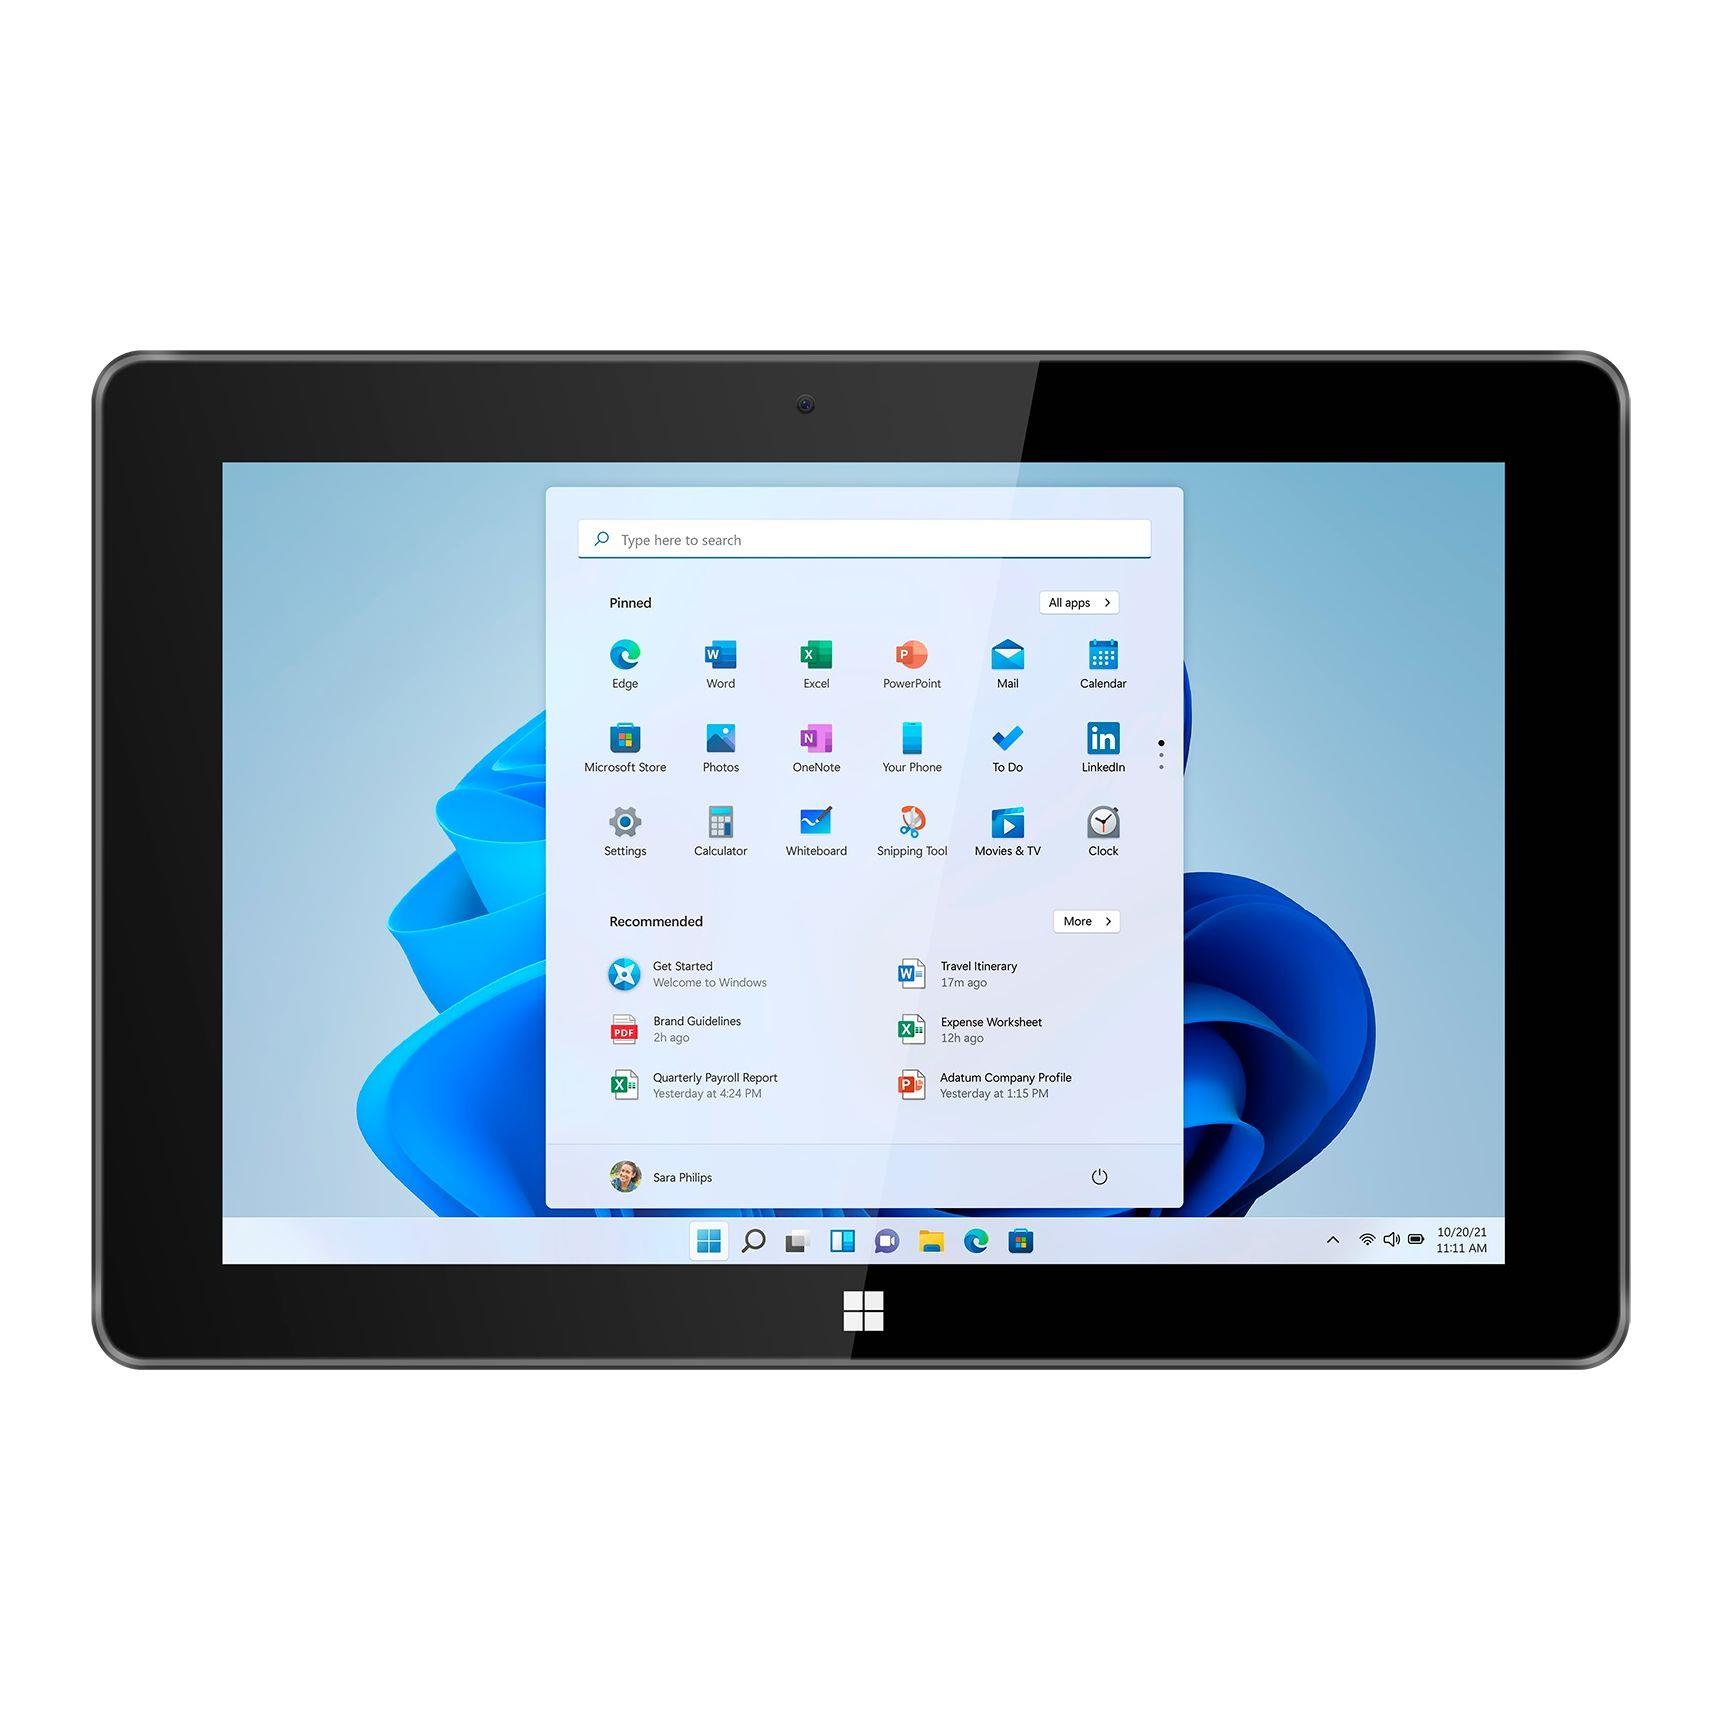 Type here to search
Pinned
All apps
Edge
Word
Excel
PowerPoint
Mail
Calendar
Microsoft Store
Photos
OneNote
Your Phone
To Do
LinkedIn
Settings
Calculator
Whiteboard
Snipping Tool
Movies & TV
Clock
Recommended
More
Get Started
Welcome to Windows
Travel Itinerary
17m ago
Brand Guidelines
2h ago
Expense Worksheet
12h ago
Quarterly Payroll Report
Yesterday at 4:24 PM
Adatum Company Profile
Yesterday at 1:15 PM
Sara Philips
10/20/21
11:11 AM
W
X
P
in
N
W
PDF
X
X
P